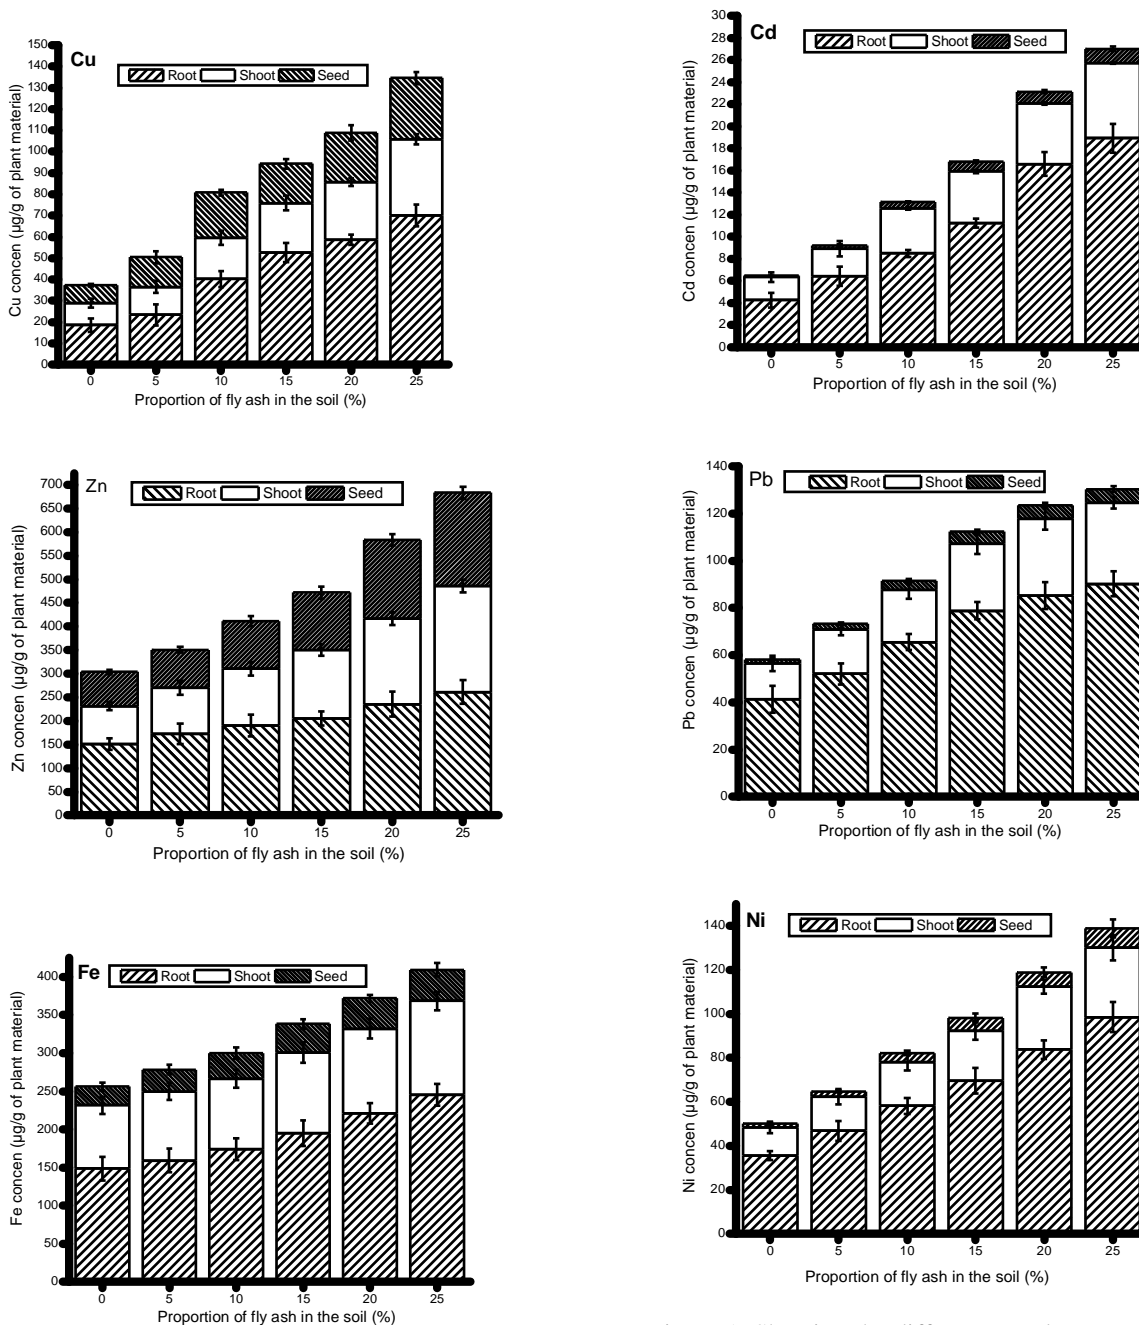 Cu
Root Shoot Seed
Cu concen (µg/g of plant material)
150
140
130
120
110
100
90
80
70
60
50
40
30
20
10
0
0 5 10 15 20 25
Proportion of fly ash in the soil (%)
Cd
Root Shoot Seed
Cd concen (µg/g of plant material)
30
28
26
24
22
20
18
16
14
12
10
8
6
4
2
0
0 5 10 15 20 25
Proportion of fly ash in the soil (%)
Zn
Root Shoot Seed
Zn concen (µg/g of plant material)
700
650
600
550
500
450
400
350
300
250
200
150
100
50
0
0 5 10 15 20 25
Proportion of fly ash in the soil (%)
Pb
Root Shoot Seed
Pb concen (µg/g of plant material)
140
120
100
80
60
40
20
0
0 5 10 15 20 25
Proportion of fly ash in the soil (%)
Fe
Root Shoot Seed
Fe concen (µg/g of plant material)
400
350
300
250
200
150
100
50
0
0 5 10 15 20 25
Proportion of fly ash in the soil (%)
Ni
Root Shoot Seed
Ni concen (µg/g of plant material)
140
120
100
80
60
40
20
0
0 5 10 15 20 25
Proportion of fly ash in the soil (%)